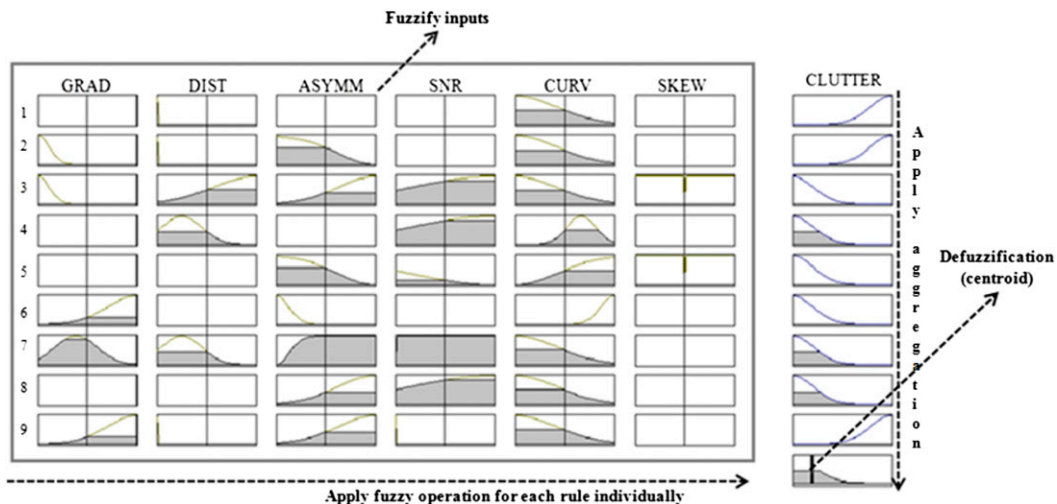 Fuzzify inputs
GRAD DIST ASYMM SNR CURV SKEW CLUTTER
1
2
3
4
5
6
7
8
9
Apply aggregation
Defuzzification
(centroid)
Apply fuzzy operation for each rule individually